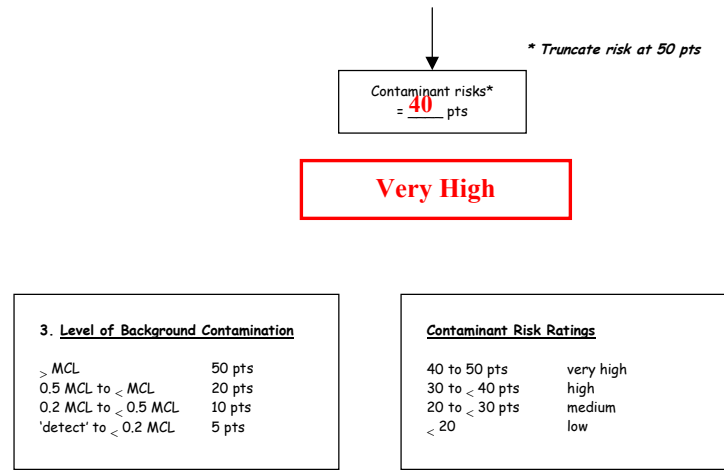 * Truncate risk at 50 pts
Contaminant risks*
= 40 pts
Very High
3. Level of Background Contamination
> MCL 50 pts
0.5 MCL to < MCL 20 pts
0.2 MCL to < 0.5 MCL 10 pts
'detect' to < 0.2 MCL 5 pts
Contaminant Risk Ratings
40 to 50 pts very high
30 to < 40 pts high
20 to < 30 pts medium
< 20 low